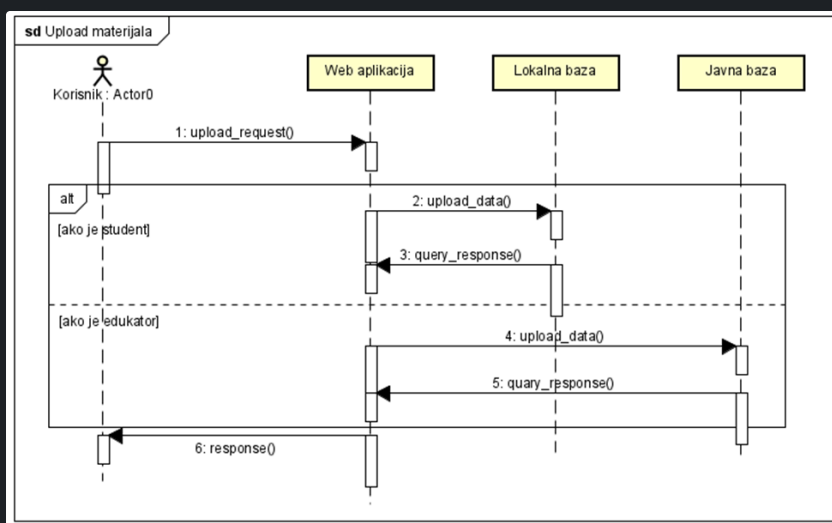 sd Upload materijala
Korisnik : Actor0
Web aplikacija
Lokalna baza
Javna baza
1: upload_request()
alt
2: upload_data()
[ako je student]
3: query_response()
[ako je edukator]
4: upload_data()
5: quary_response()
6: response()